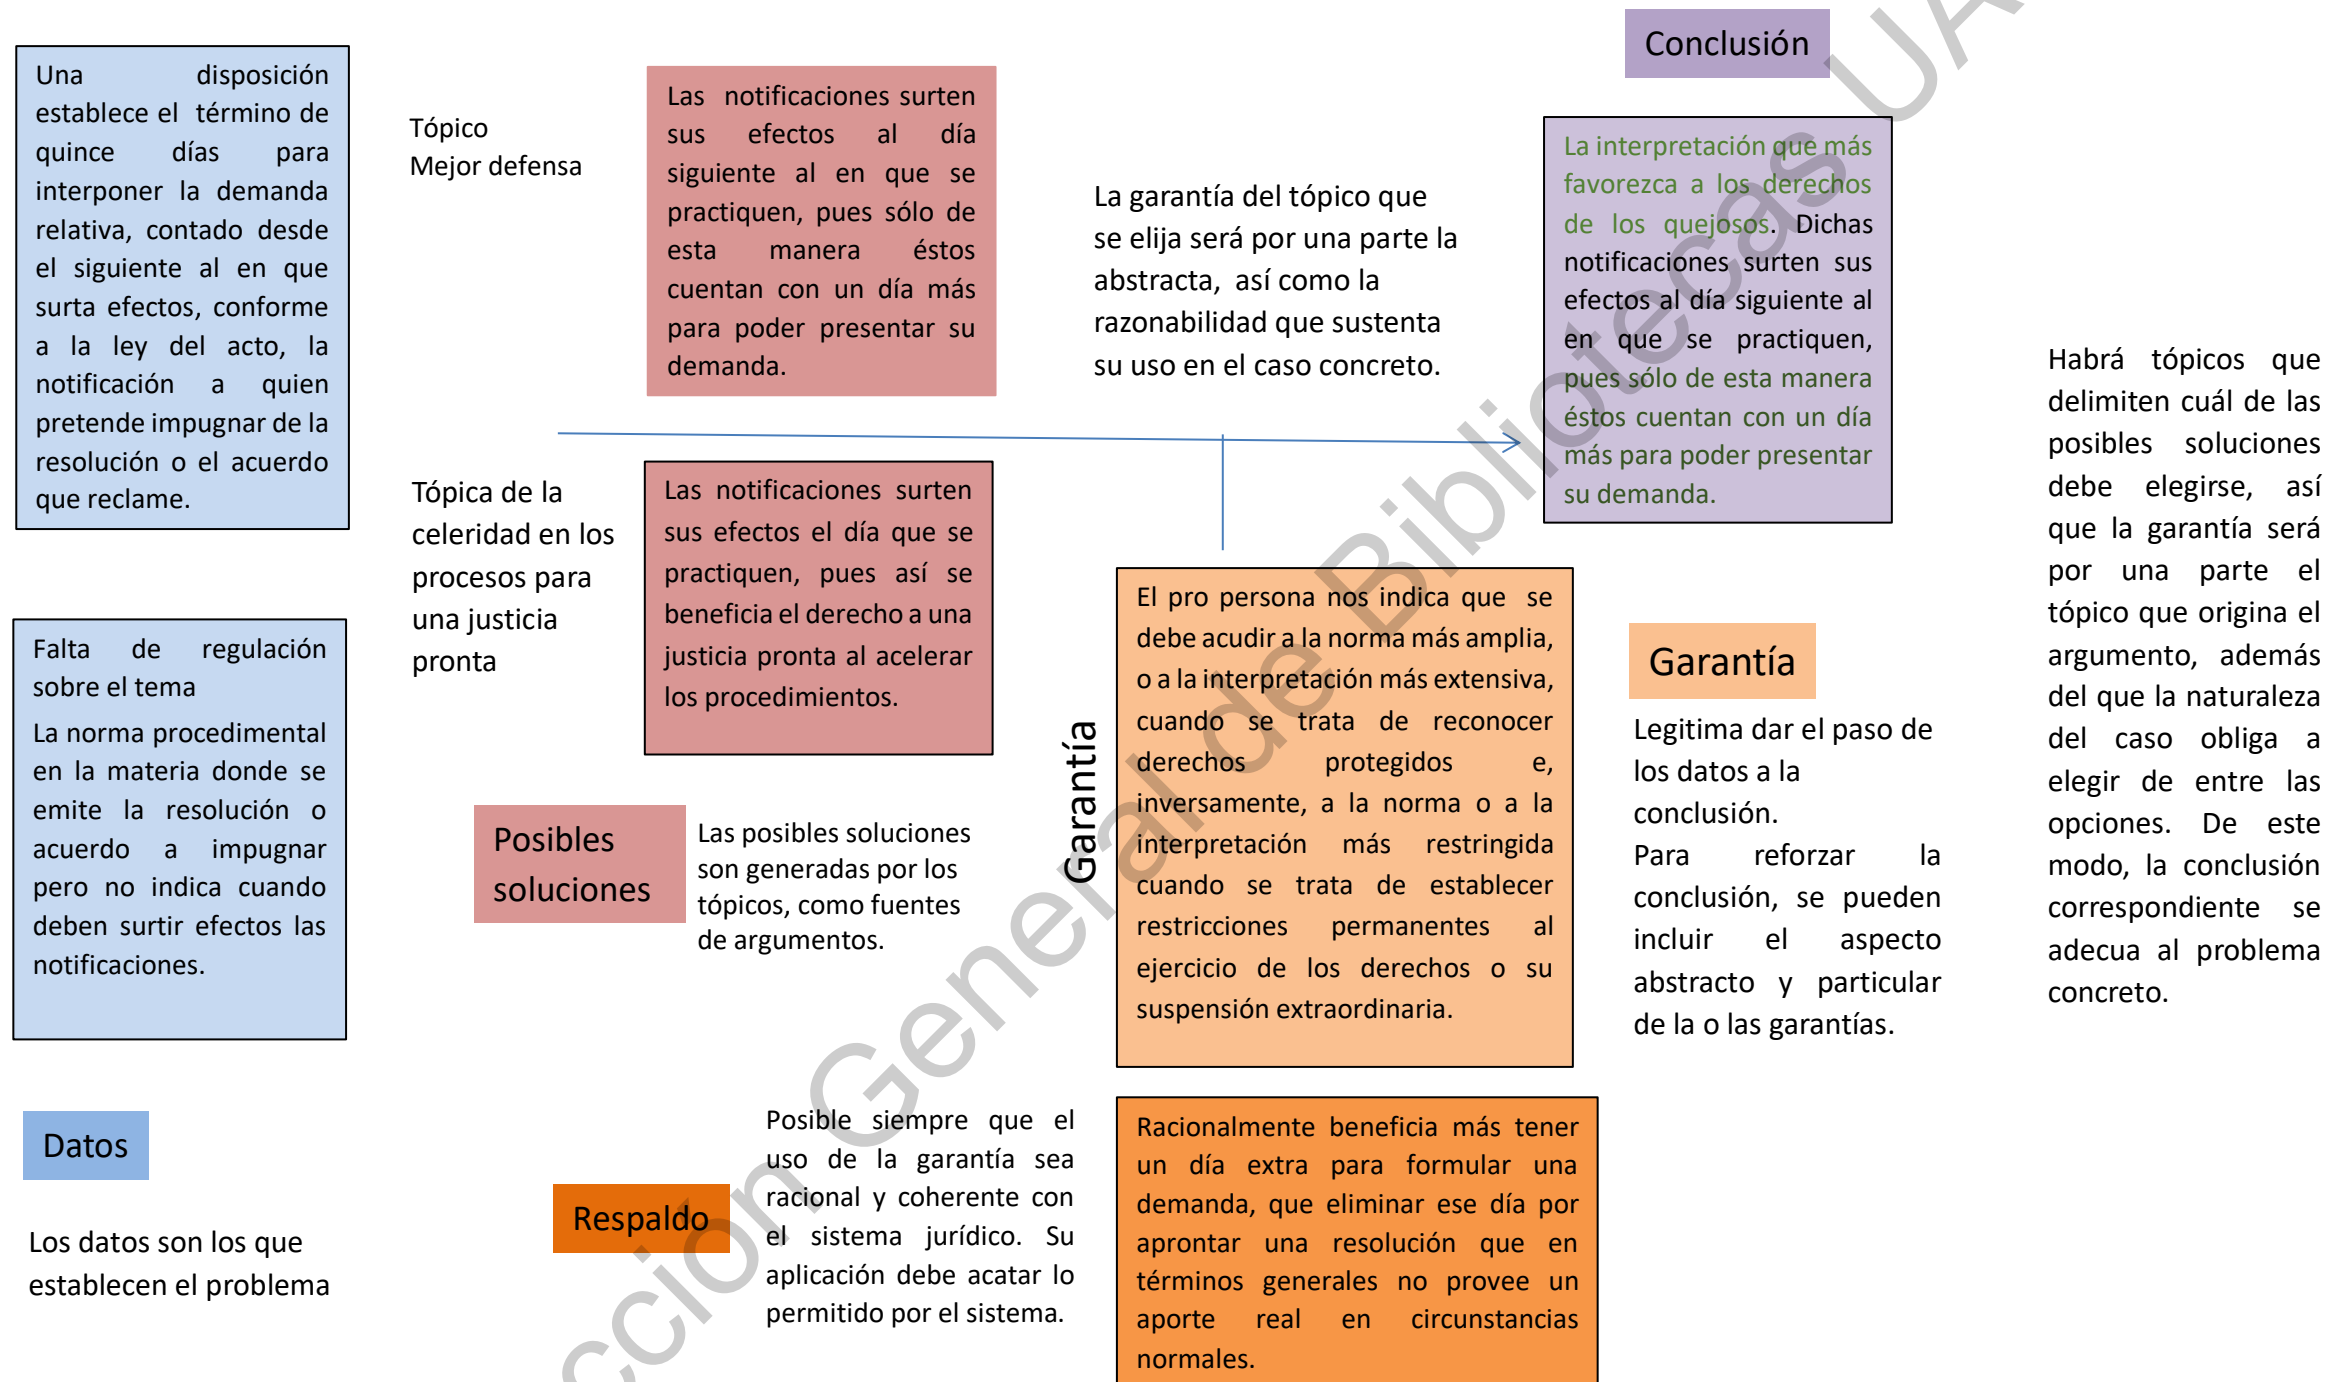 Una disposición
establece el término de
quince días para
interponer la demanda
relativa, contado desde
el siguiente al en que
surta efectos, conforme
a la ley del acto, la
notificación a quien
pretende impugnar de la
resolución o el acuerdo
que reclame.
Falta de regulación
sobre el tema
La norma procedimental
en la materia donde se
emite la resolución o
acuerdo a impugnar
pero no indica cuando
deben surtir efectos las
notificaciones.
Datos
Los datos son los que
establecen el problema
Tópico
Mejor defensa
Las notificaciones surten
sus efectos al día
siguiente al en que se
practiquen, pues sólo de
esta manera éstos
cuentan con un día más
para poder presentar su
demanda.
Tópica de la
celeridad en los
procesos para
una justicia
pronta
Las notificaciones surten
sus efectos el día que se
practiquen, pues así se
beneficia el derecho a una
justicia pronta al acelerar
los procedimientos.
Posibles
soluciones
Las posibles soluciones
son generadas por los
tópicos, como fuentes
de argumentos.
Respaldo
Posible siempre que el
uso de la garantía sea
racional y coherente con
el sistema jurídico. Su
aplicación debe acatar lo
permitido por el sistema.
La garantía del tópico que
se elija será por una parte la
abstracta, así como la
razonabilidad que sustenta
su uso en el caso concreto.
Garantía
El pro persona nos indica que se
debe acudir a la norma más amplia,
o a la interpretación más extensiva,
cuando se trata de reconocer
derechos protegidos e,
inversamente, a la norma o a la
interpretación más restringida
cuando se trata de establecer
restricciones permanentes al
ejercicio de los derechos o su
suspensión extraordinaria.
Racionalmente beneficia más tener
un día extra para formular una
demanda, que eliminar ese día por
aprontar una resolución que en
términos generales no provee un
aporte real en circunstancias
normales.
Conclusión
La interpretación que más
favorezca a los derechos
de los quejosos. Dichas
notificaciones surten sus
efectos al día siguiente al
en que se practiquen,
pues sólo de esta manera
éstos cuentan con un día
más para poder presentar
su demanda.
Garantía
Legitima dar el paso de
los datos a la
conclusión.
Para reforzar la
conclusión, se pueden
incluir el aspecto
abstracto y particular
de la o las garantías.
Habrá tópicos que
delimiten cuál de las
posibles soluciones
debe elegirse, así
que la garantía será
por una parte el
tópico que origina el
argumento, además
del que la naturaleza
del caso obliga a
elegir de entre las
opciones. De este
modo, la conclusión
correspondiente se
adecua al problema
concreto.
cción General de Bibliotecas UA